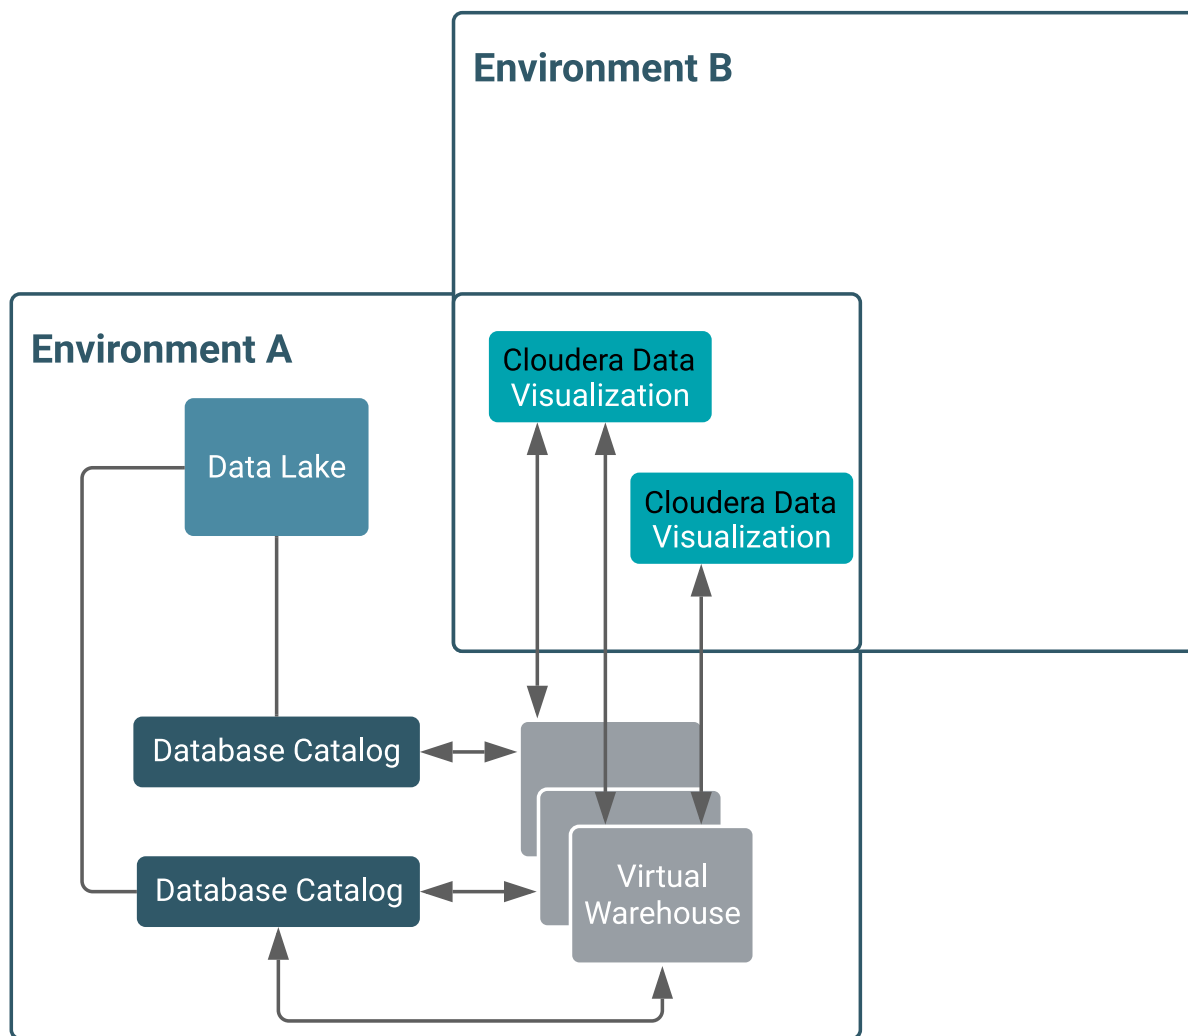 Environment B
Environment A
Cloudera Data
Visualization
Data Lake
Cloudera Data
Visualization
Database Catalog
Database Catalog
Virtual
Warehouse